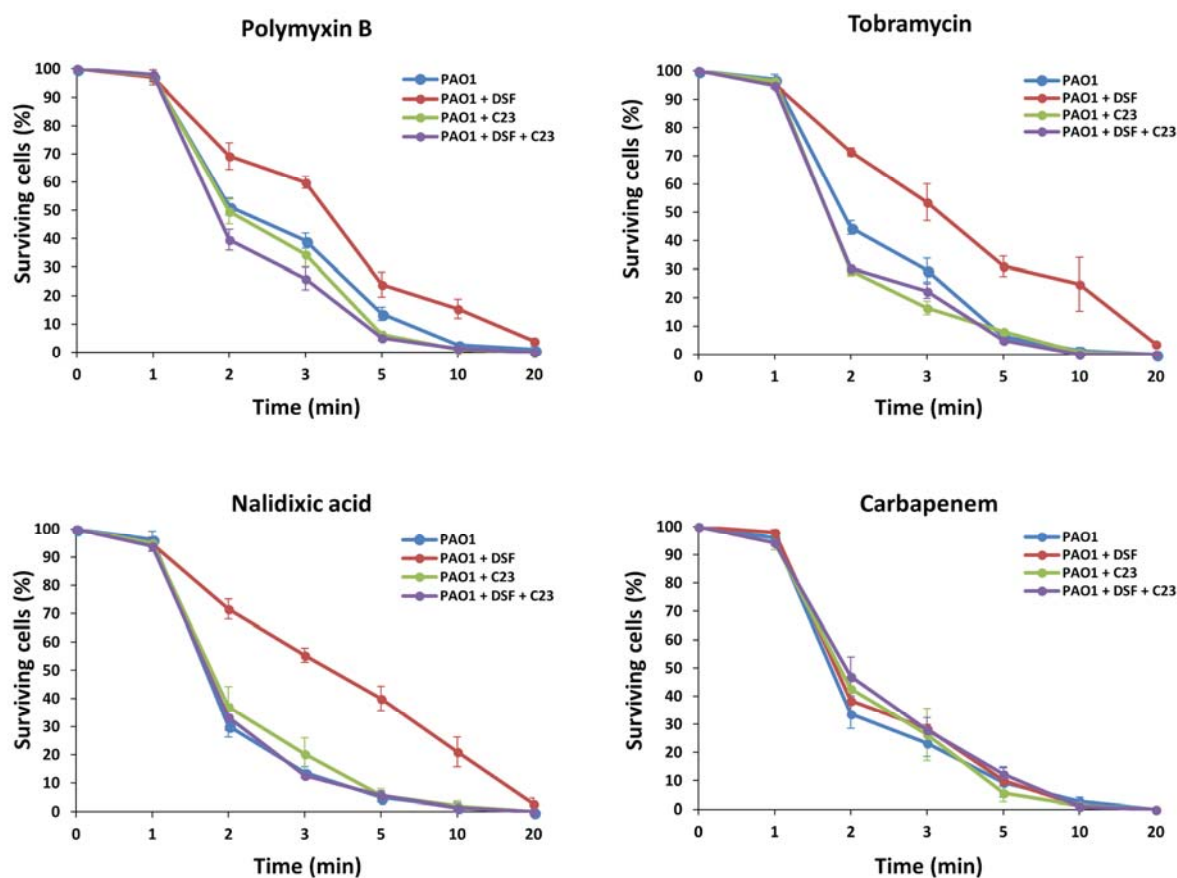 Polymyxin B
Surviving cells (%)
100
90
80
70
60
50
40
30
20
10
0
0 1 2 3 5 10 20
Time (min)
PAO1
PAO1 + DSF
PAO1 + C23
PAO1 + DSF + C23
Tobramycin
Surviving cells (%)
100
90
80
70
60
50
40
30
20
10
0
0 1 2 3 5 10 20
Time (min)
PAO1
PAO1 + DSF
PAO1 + C23
PAO1 + DSF + C23
Nalidixic acid
Surviving cells (%)
100
90
80
70
60
50
40
30
20
10
0
0 1 2 3 5 10 20
Time (min)
PAO1
PAO1 + DSF
PAO1 + C23
PAO1 + DSF + C23
Carbapenem
Surviving cells (%)
100
90
80
70
60
50
40
30
20
10
0
0 1 2 3 5 10 20
Time (min)
PAO1
PAO1 + DSF
PAO1 + C23
PAO1 + DSF + C23